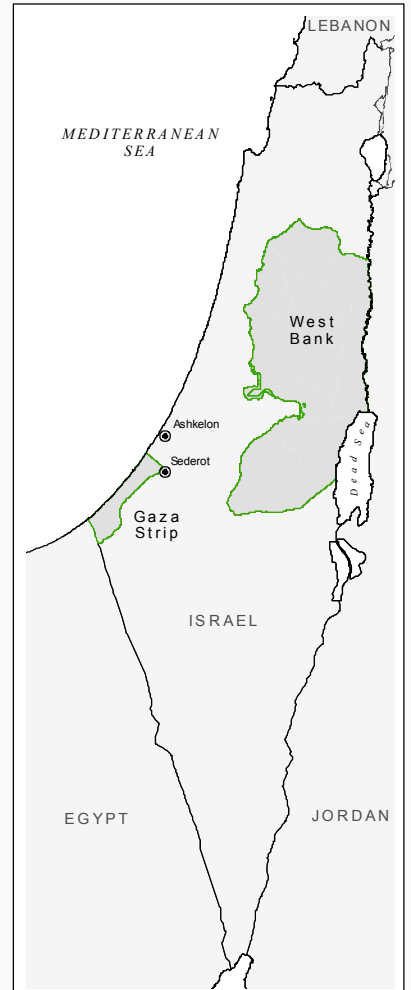 LEBANON
MEDITERRANEAN
SEA
West
Bank
Ashkelon
Sederot
Dead Sea
Gaza
Strip
ISRAEL
EGYPT
JORDAN